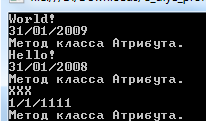 World!
31/01/2009
Метод класса Атрибута.
Hello!
31/01/2008
Метод класса Атрибута.
XXX
1/1/1111
Метод класса Атрибута.